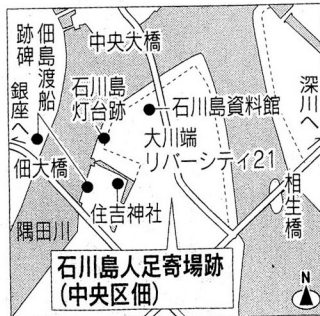 中央大橋
佃島渡船
跡碑
銀座へ
石川島
灯台跡
石川島資料館
深川へ
大川端
リバーシティ21
佃大橋
相生橋
住吉神社
隅田川
石川島人足寄場跡
(中央区佃)
N